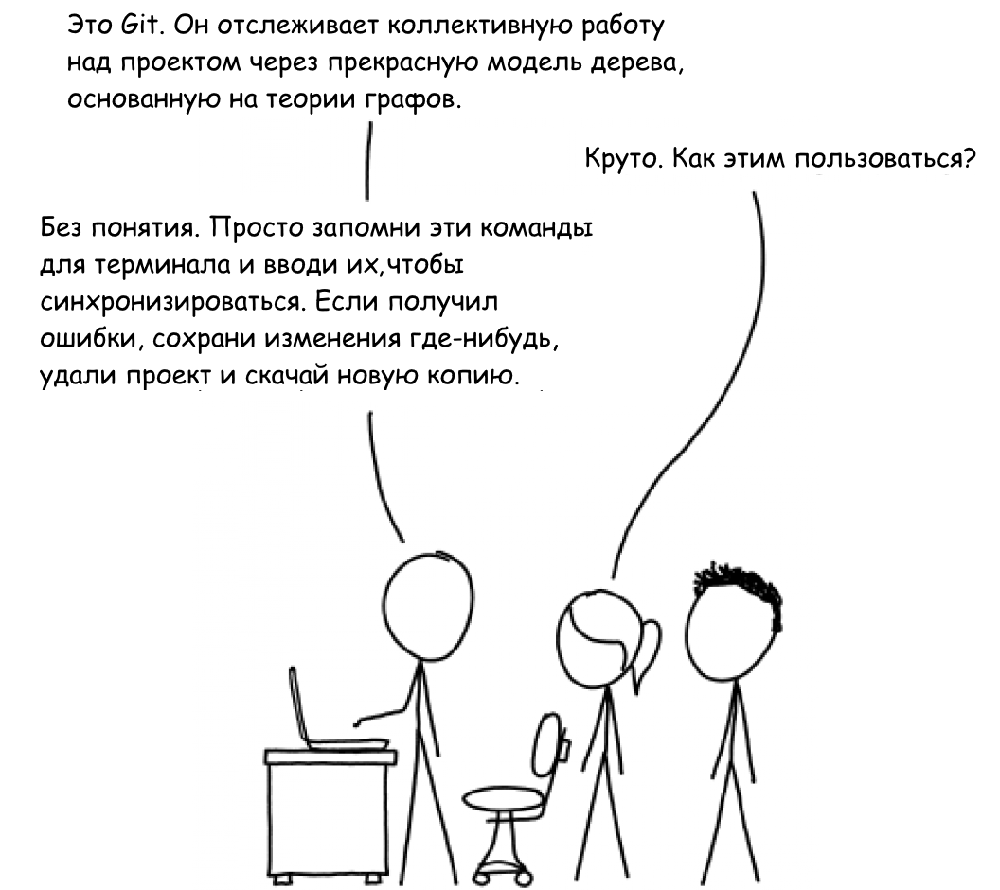 Это Git. Он отслеживает коллективную работу
над проектом через прекрасную модель дерева,
основанную на теории графов.
Круто. Как этим пользоваться?
Без понятия. Просто запомни эти команды
для терминала и вводи их,чтобы
синхронизироваться. Если получил
ошибки, сохрани изменения где-нибудь,
удали проект и скачай новую копию.